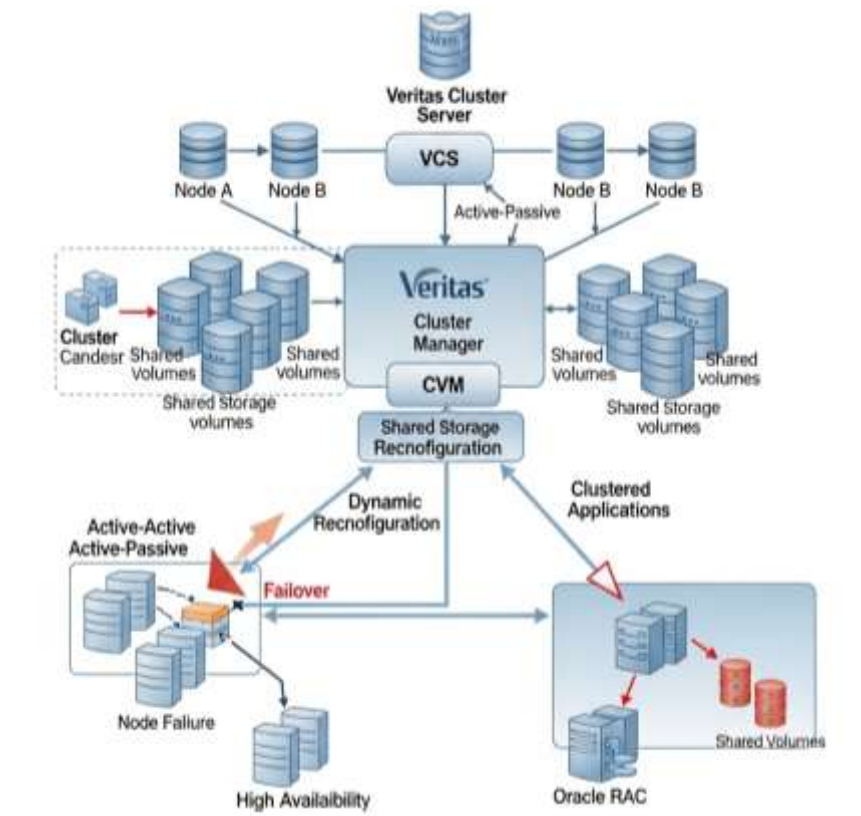 Veritas Cluster
Server
VCS
Node A
Node B
Node B
Node B
Active-Passive
Veritas
Cluster
Manager
CVM
Cluster
Candesr
Shared
Volumes
Shared
volumes
Shared Storage
volumes
Shared
Volumes
Shared
volumes
Shared Storage
volumes
Shared Storage
Recnofiguration
Dynamic
Recnofiguration
Clustered
Applications
Active-Active
Active-Passive
Failover
Node Failure
High Availaibility
Shared Volumes
Oracle RAC